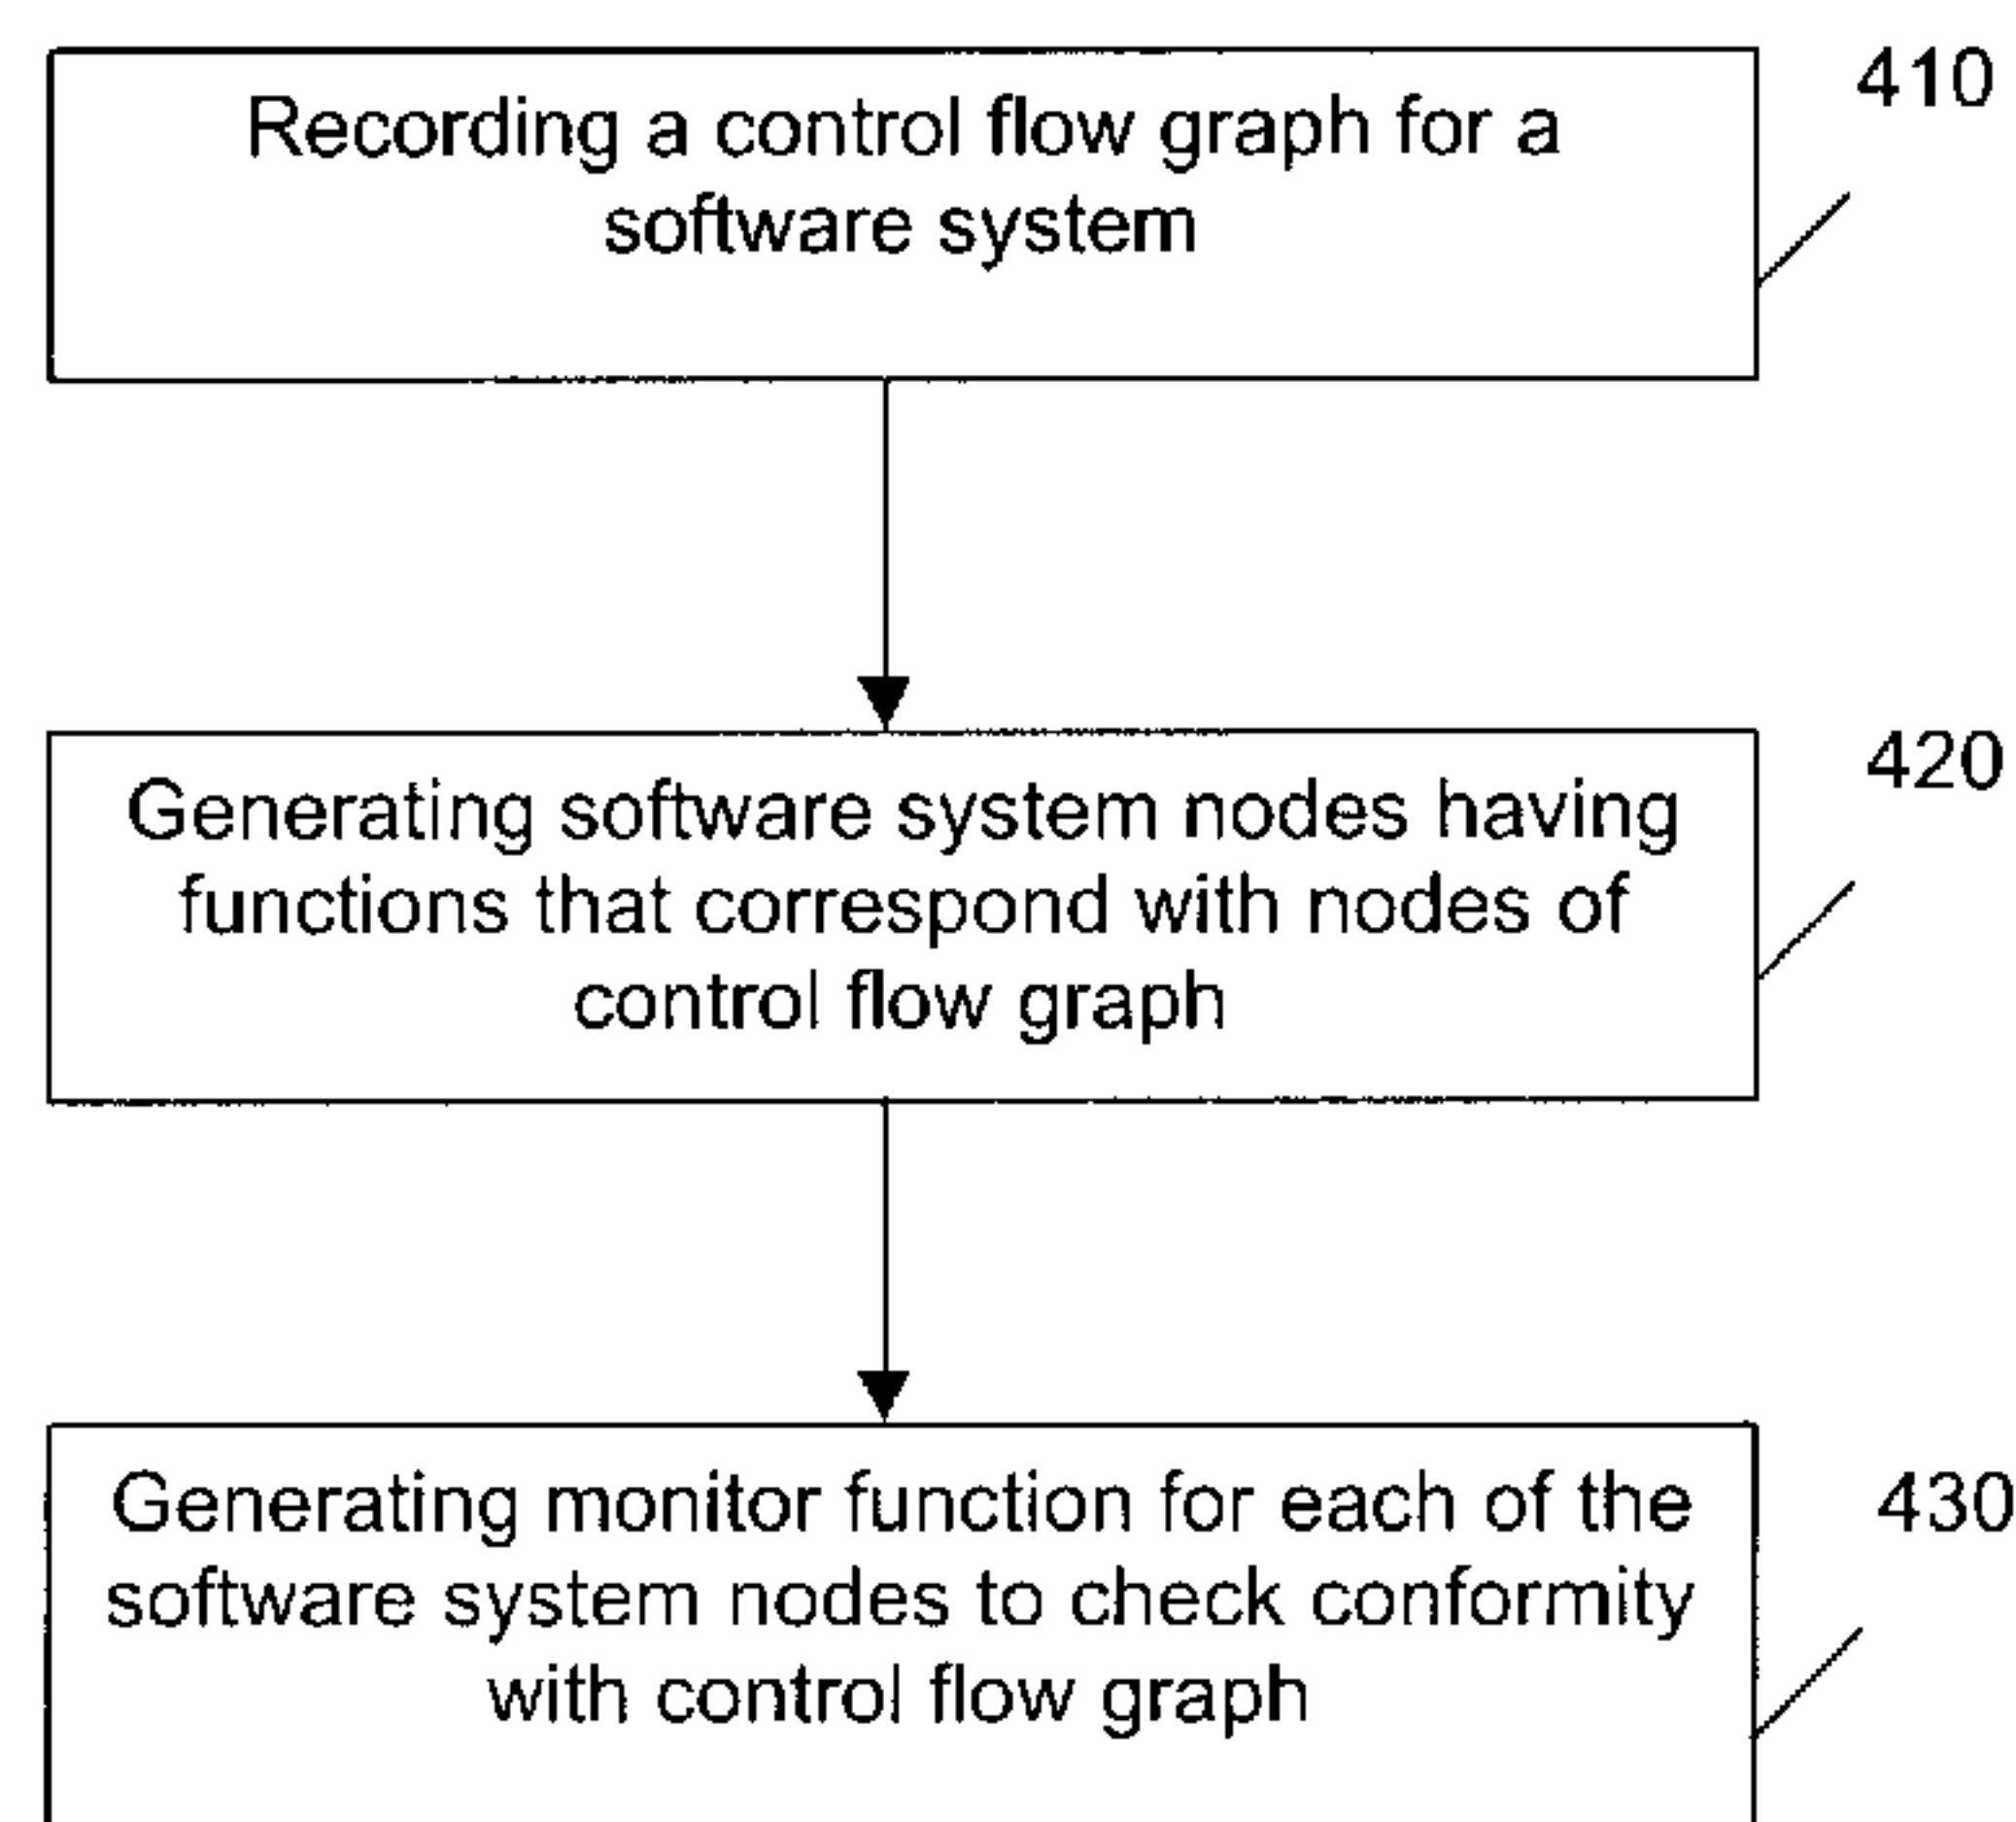 Recording a control flow graph for a
software system
410
Generating software system nodes having
functions that correspond with nodes of
control flow graph
420
Generating monitor function for each of the
software system nodes to check conformity
with control flow graph
430